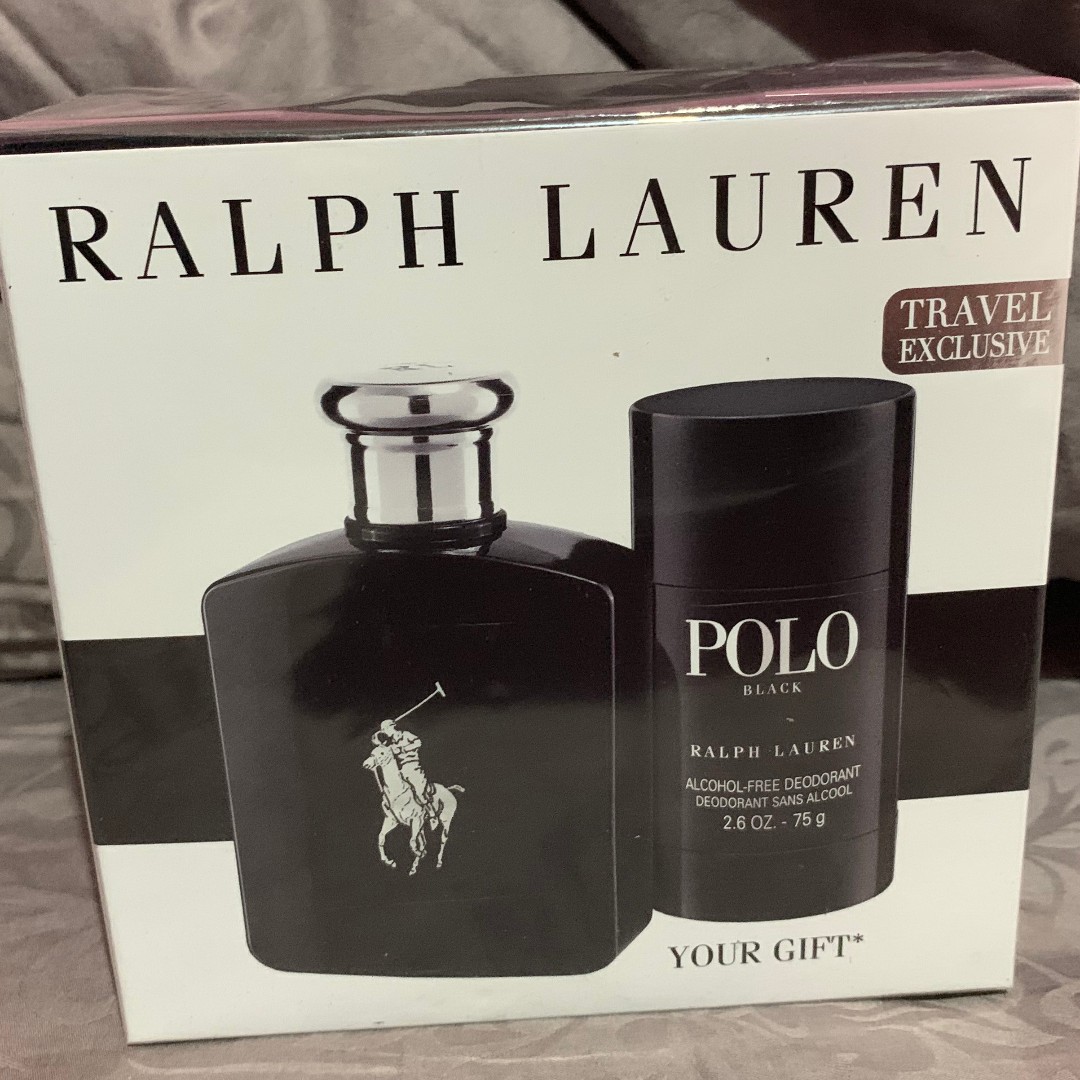 RALPH LAUREN
TRAVEL
EXCLUSIVE
POLO
BLACK
RALPH LAUREN
ALCOHOL-FREE DEODORANT
DEODORANT SANS ALCOOL
2.6 OZ. - 75 g
YOUR GIFT*